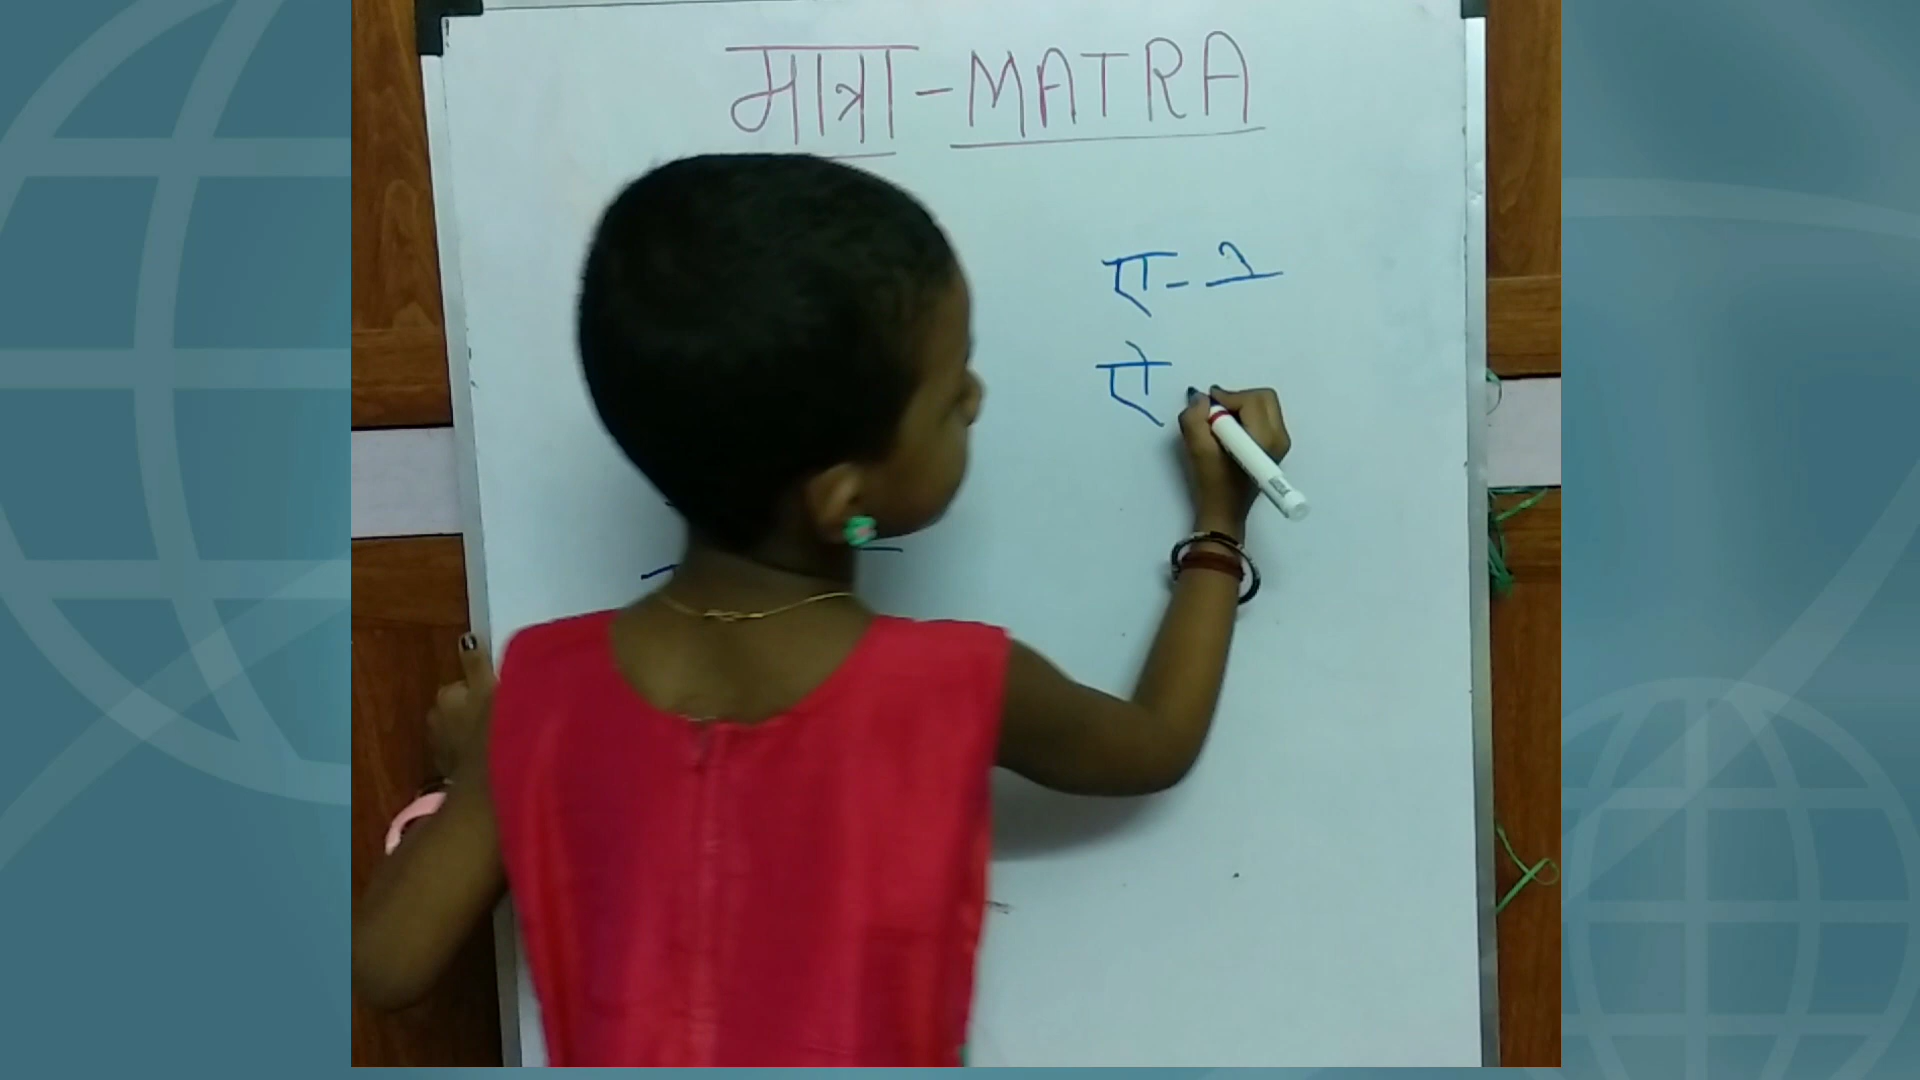 मात्रा - MATRA
ए - े
ऐ